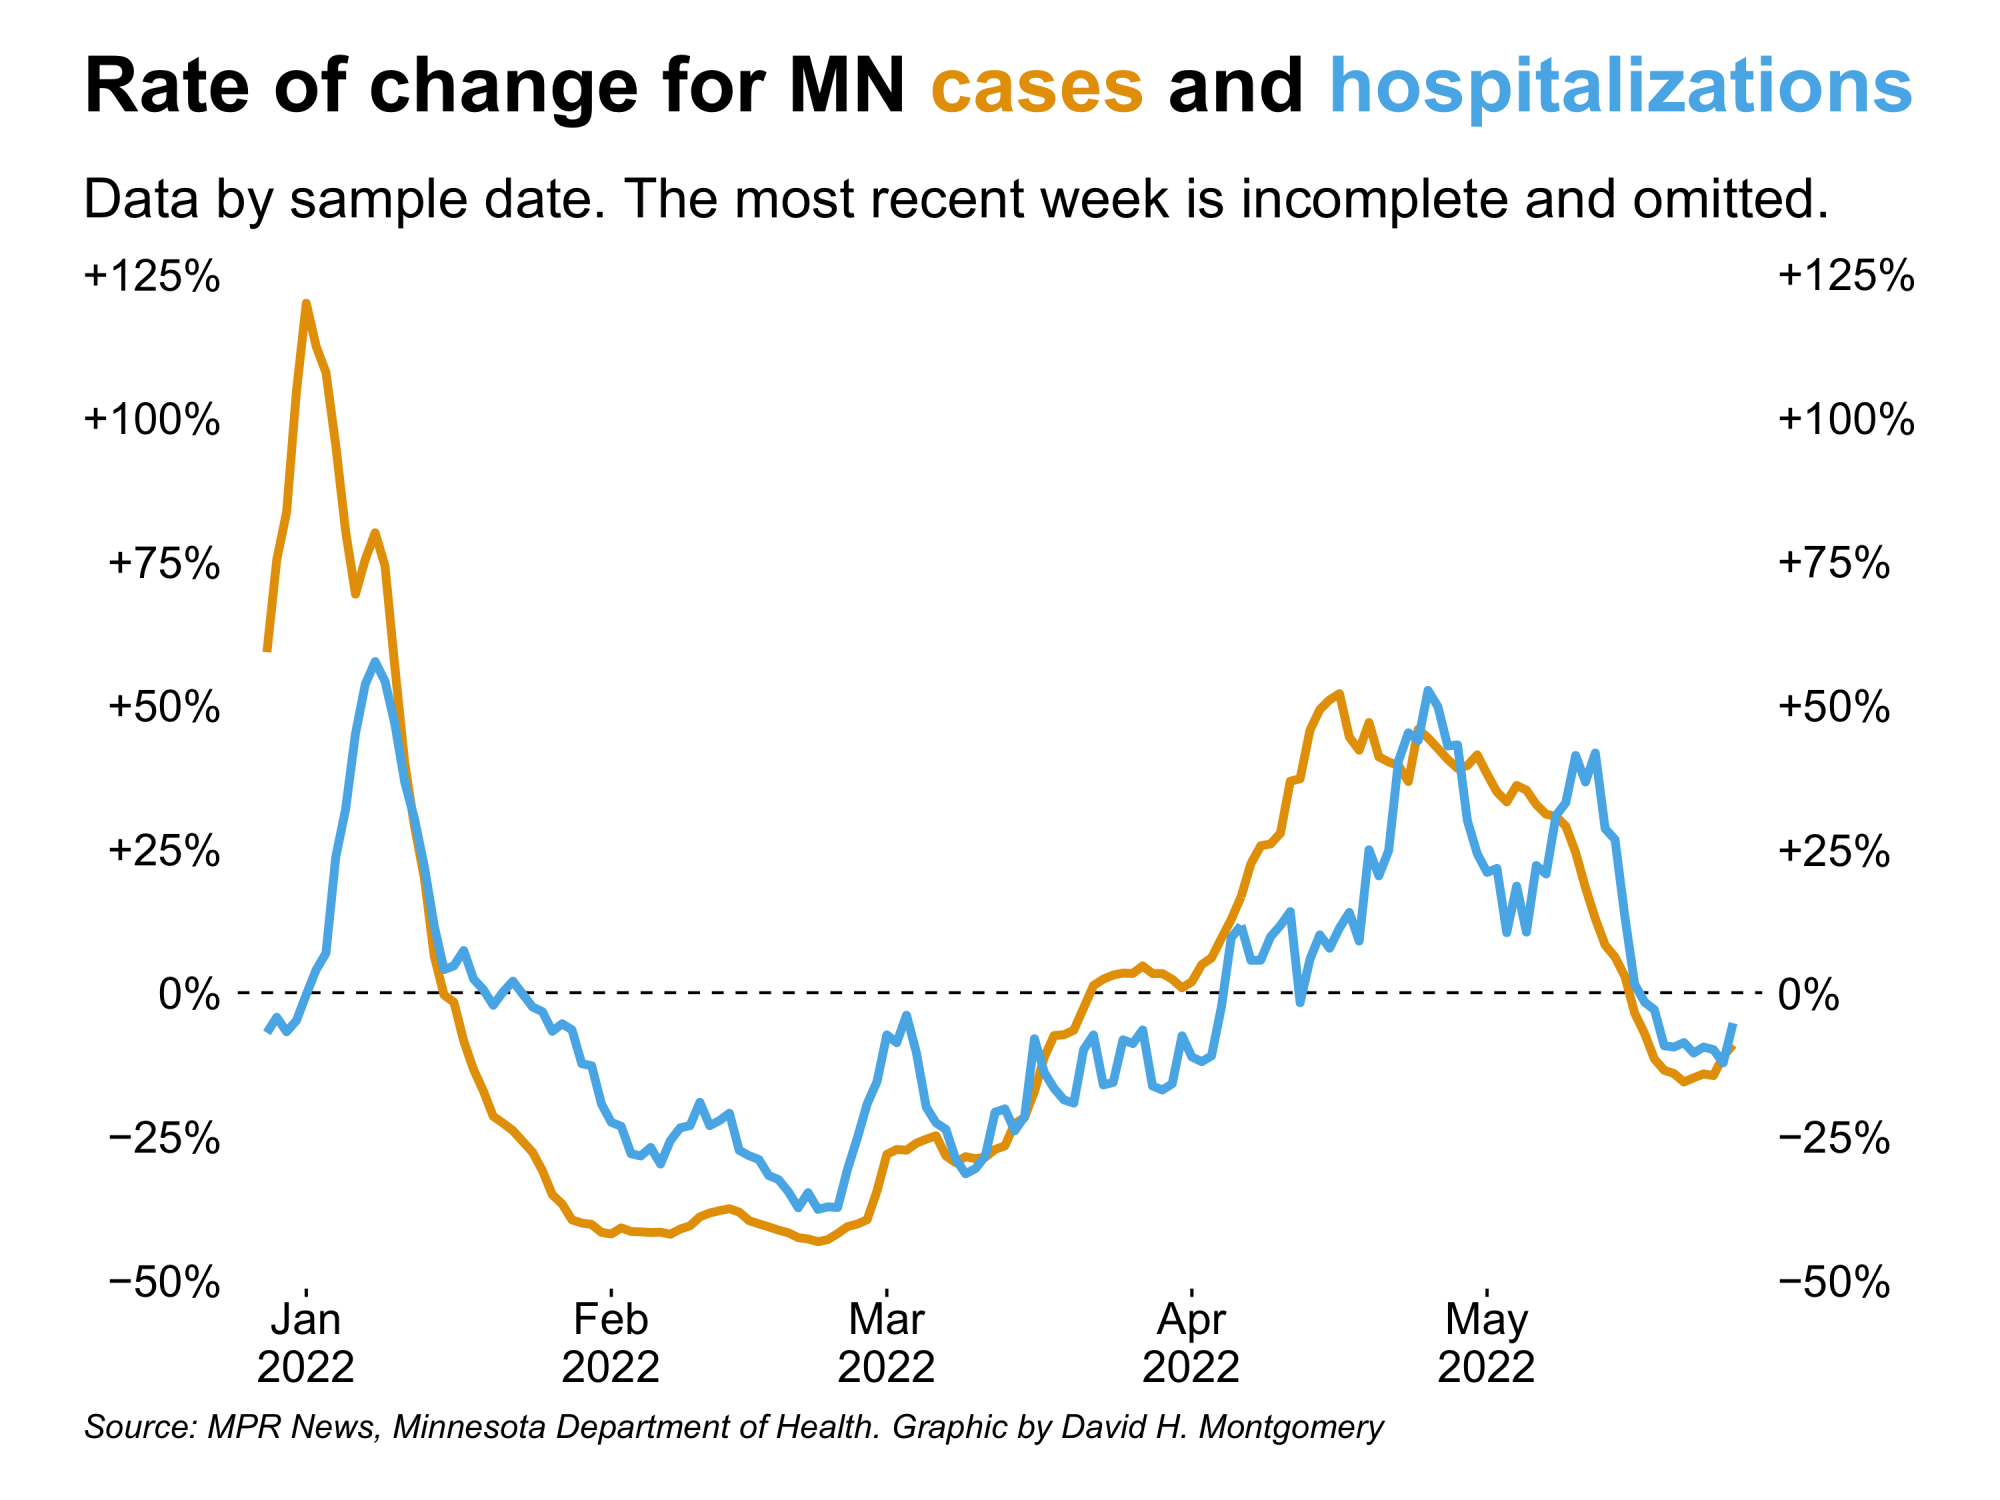 Rate of change for MN cases and hospitalizations
Data by sample date. The most recent week is incomplete and omitted.
+125% +125%
+100% +100%
+75% +75%
+50% +50%
+25% +25%
0% 0%
−25% −25%
−50% −50%
Jan Feb Mar Apr May
2022 2022 2022 2022 2022
Source: MPR News, Minnesota Department of Health. Graphic by David H. Montgomery